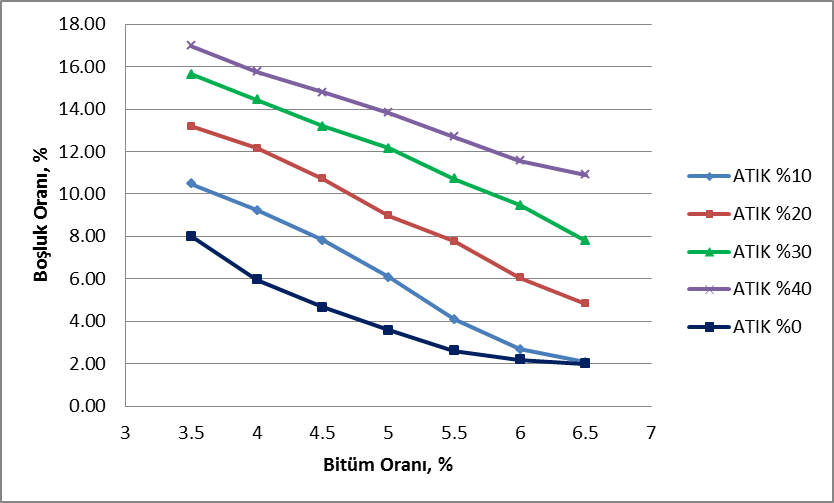 18.00
16.00
14.00
12.00
10.00
8.00
6.00
4.00
2.00
0.00
Boşluk Oranı, %
3 3.5 4 4.5 5 5.5 6 6.5 7
Bitüm Oranı, %
ATIK %10
ATIK %20
ATIK %30
ATIK %40
ATIK %0